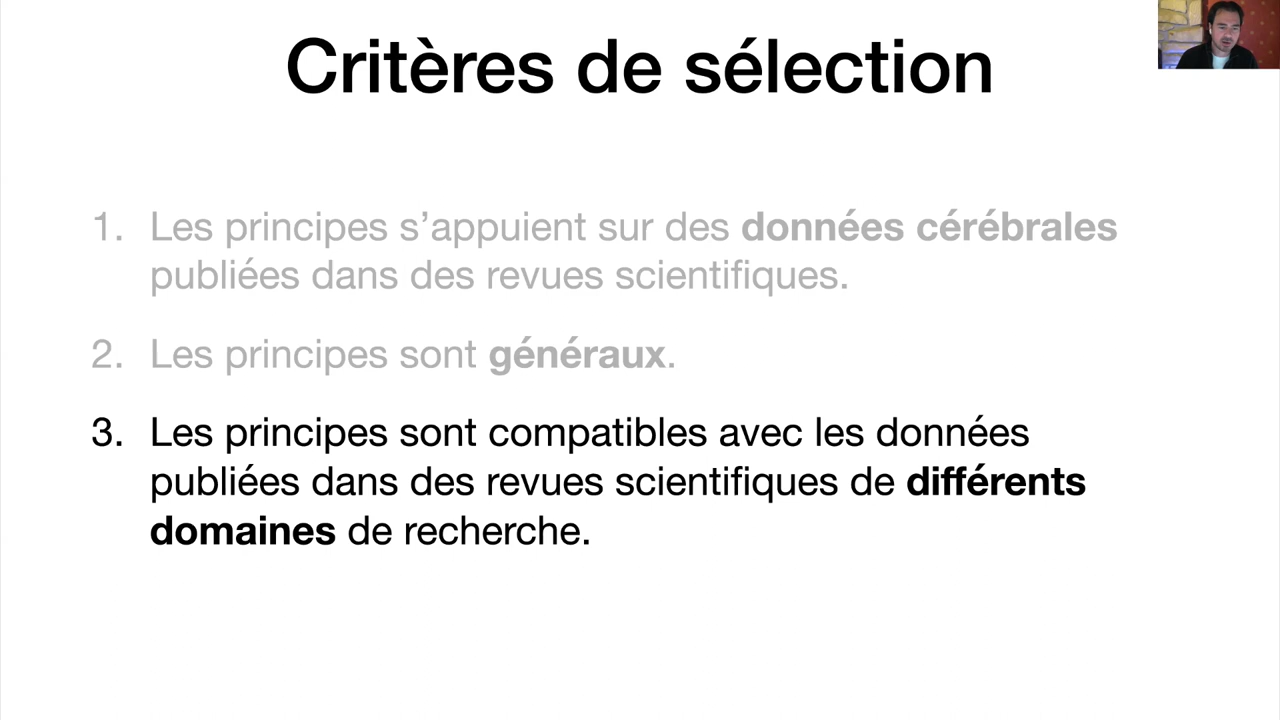 Critères de sélection
1. Les principes s’appuient sur des données cérébrales
publiées dans des revues scientifiques.
2. Les principes sont généraux.
3. Les principes sont compatibles avec les données
publiées dans des revues scientifiques de différents
domaines de recherche.